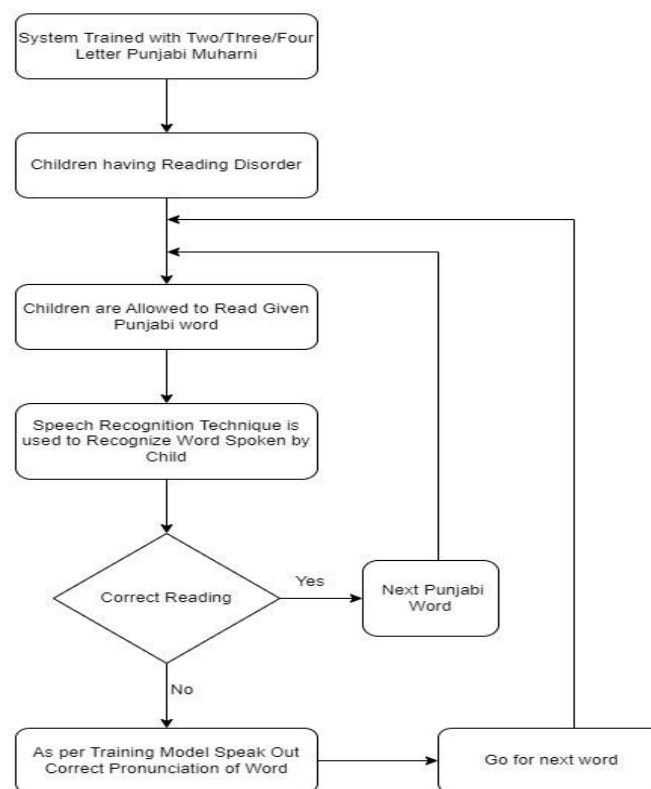 System Trained with Two/Three/Four
Letter Punjabi Muharni
Children having Reading Disorder
Children are Allowed to Read Given
Punjabi word
Speech Recognition Technique is
used to Recognize Word Spoken by
Child
Correct Reading
Yes
Next Punjabi
Word
No
As per Training Model Speak Out
Correct Pronunciation of Word
Go for next word